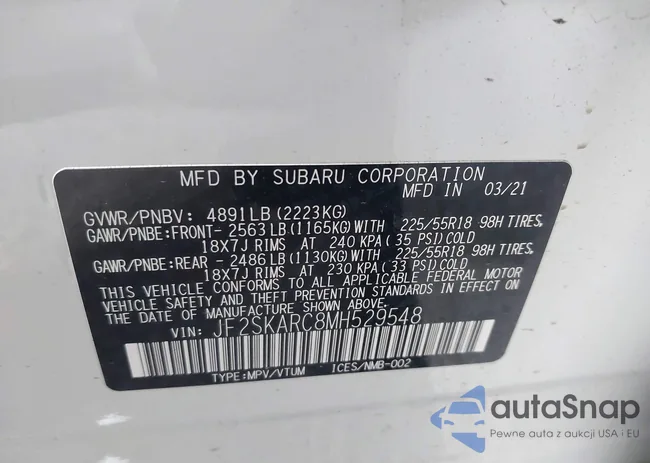 MFD BY SUBARU CORPORATION
MFD IN 03/21
GVWR/PNBV: 4891LB (2223KG)
GAWR/PNBE:FRONT- 2563LB(1165KG)WITH 225/55R18 98H TIRES,
18X7J RIMS AT 240 KPA (35 PSI)COLD
GAWR/PNBE:REAR - 2486LB(1130KG)WITH 225/55R18 98H TIRES,
18X7J RIMS AT 230 KPA (33 PSI)COLD
THIS VEHICLE CONFORMS TO ALL APPLICABLE FEDERAL MOTOR
VEHICLE SAFETY AND THEFT PREVENTION STANDARDS IN EFFECT ON
THE DATE OF MANUFACTURE SHOWN ABOVE.
VIN: JF2SKARC8MH529548
TYPE:MPV/VTUM ICES/NMB-002
autaSnap
Pewne auta z aukcji USA i EU